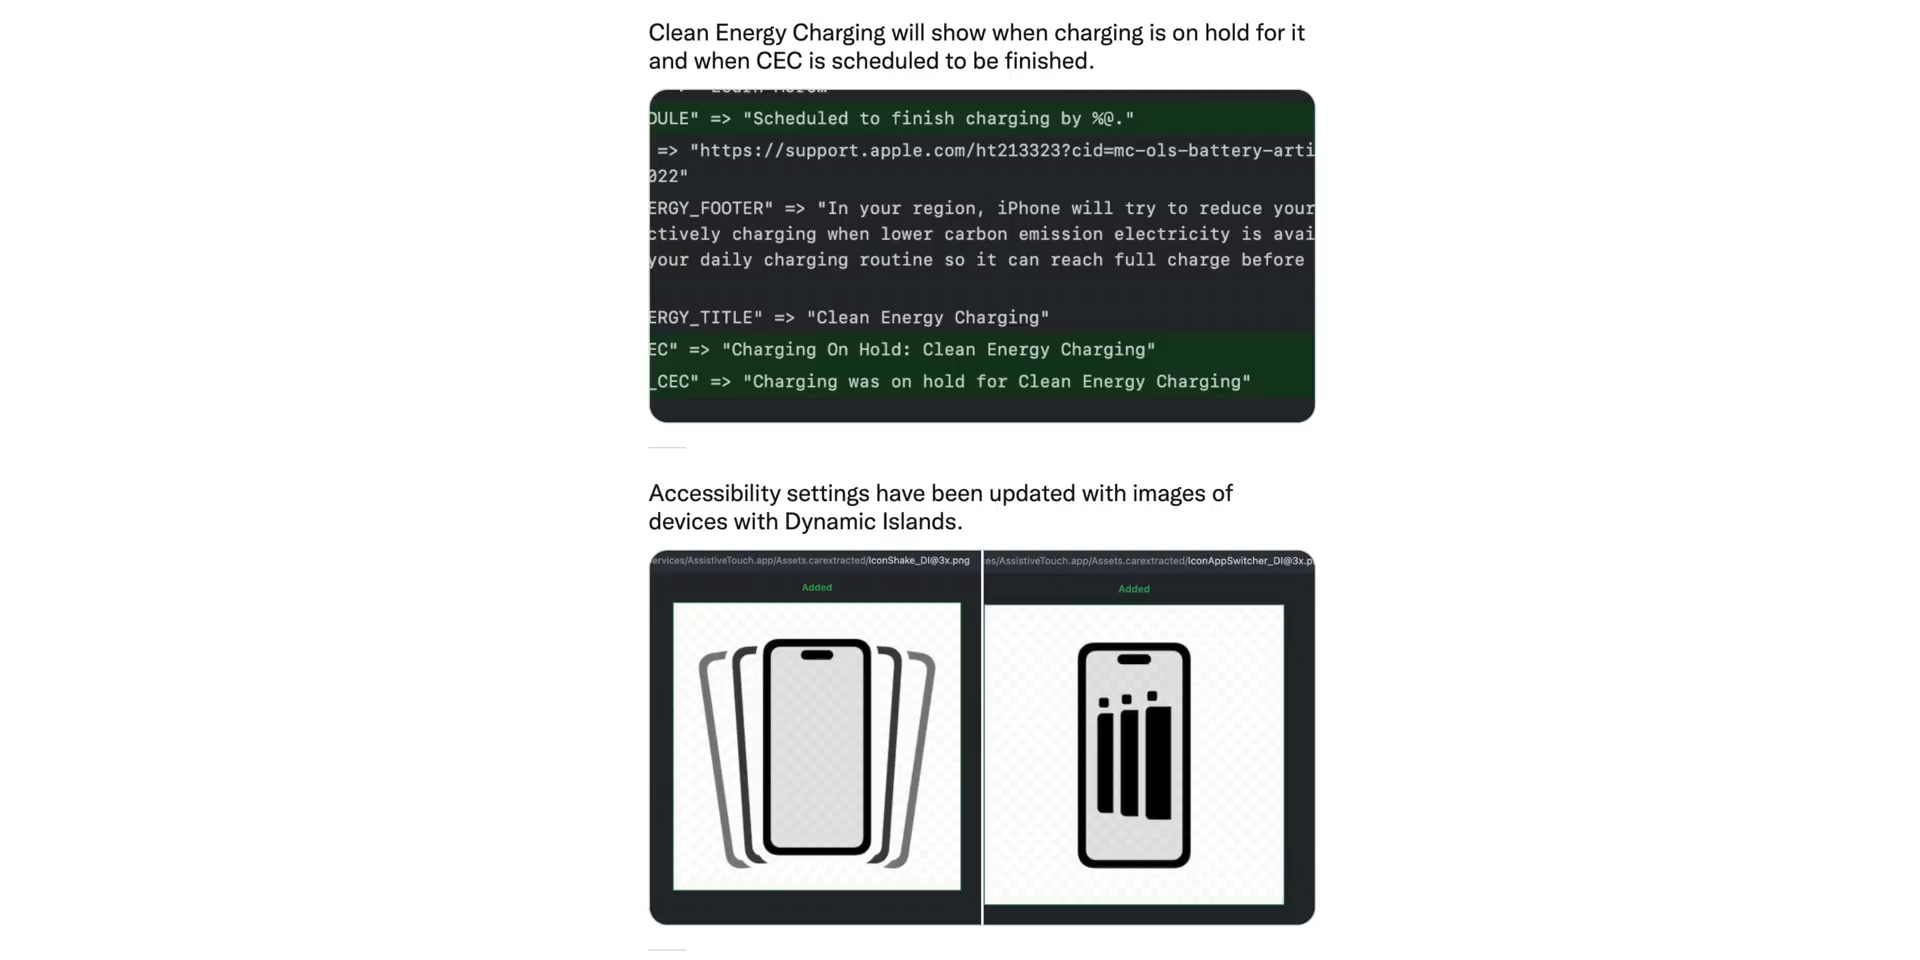 Clean Energy Charging will show when charging is on hold for it
and when CEC is scheduled to be finished.
DULE" => "Scheduled to finish charging by %@."
=> "https://support.apple.com/ht213323?cid=mc-ols-battery-arti
022"
ERGY_FOOTER" => "In your region, iPhone will try to reduce your
ctively charging when lower carbon emission electricity is avai
your daily charging routine so it can reach full charge before
ERGY_TITLE" => "Clean Energy Charging"
EC" => "Charging On Hold: Clean Energy Charging"
_CEC" => "Charging was on hold for Clean Energy Charging"
Accessibility settings have been updated with images of
devices with Dynamic Islands.
ervices/AssistiveTouch.app/Assets.carextracted/IconShake_DI@3x.png
Added
ces/AssistiveTouch.app/Assets.carextracted/IconAppSwitcher_DI@3x.p
Added